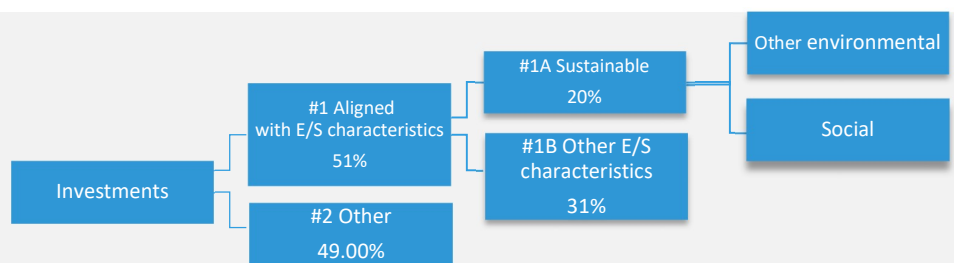 Investments
#1 Aligned
with E/S characteristics
51%
#2 Other
49.00%
#1A Sustainable
20%
#1B Other E/S
characteristics
31%
Other environmental
Social